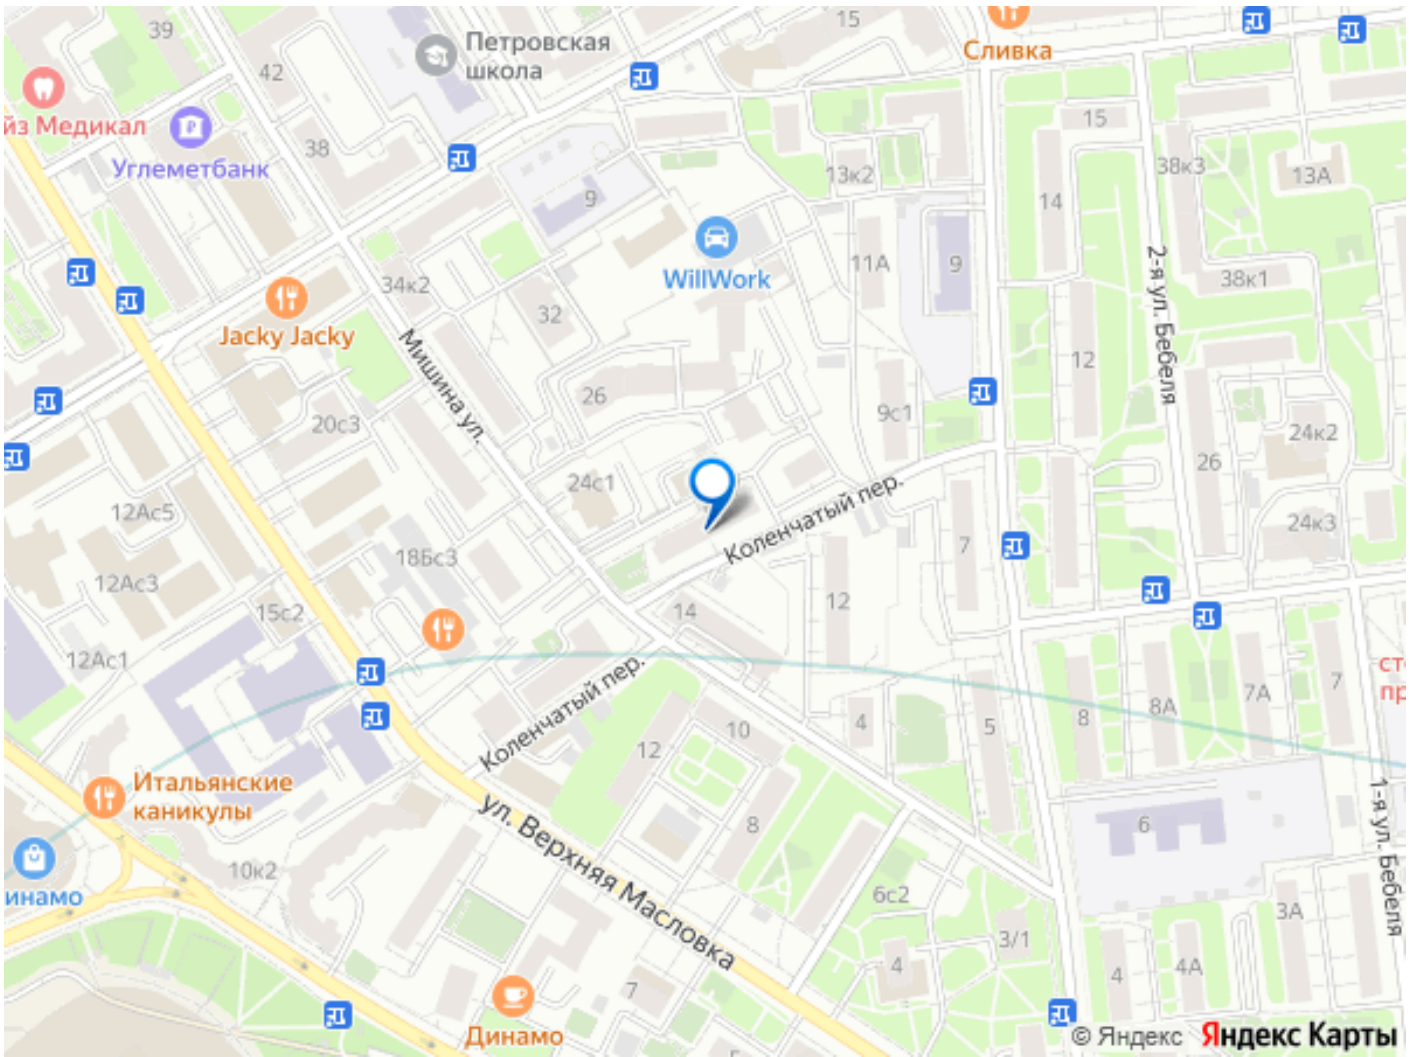 39
15
Петровская
школа
Сливка
42
йз Медикал
Углеметбанк
38
15
13к2
38к3
13А
9
14
WillWork
11А
9
2-я ул. Бебеля
38к1
34к2
32
Jacky Jacky
Мишина ул.
12
26
9с1
20с3
24к2
26
24с1
12Ас5
Коленчатый пер.
24к3
7
18Бс3
12Ас3
15с2
14
12
12Ас1
Коленчатый пер.
ст
пр
7
7А
8А
8
4
5
10
12
Итальянские
каникулы
ул. Верхняя Масловка
8
6
1-я ул. Бебеля
10к2
инамо
6с2
3А
3/1
4
4
4А
7
Динамо
© Яндекс Яндекс Карты